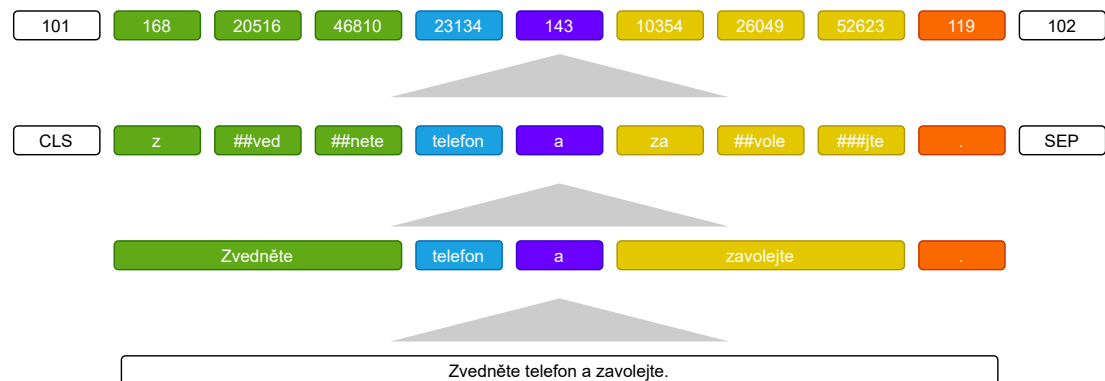 101 168 20516 46810 23134 143 10354 26049 52623 119 102
CLS z ##ved ##nete telefon a za ##vole ###jte . SEP
Zvedněte telefon a zavolejte .
Zvedněte telefon a zavolejte.